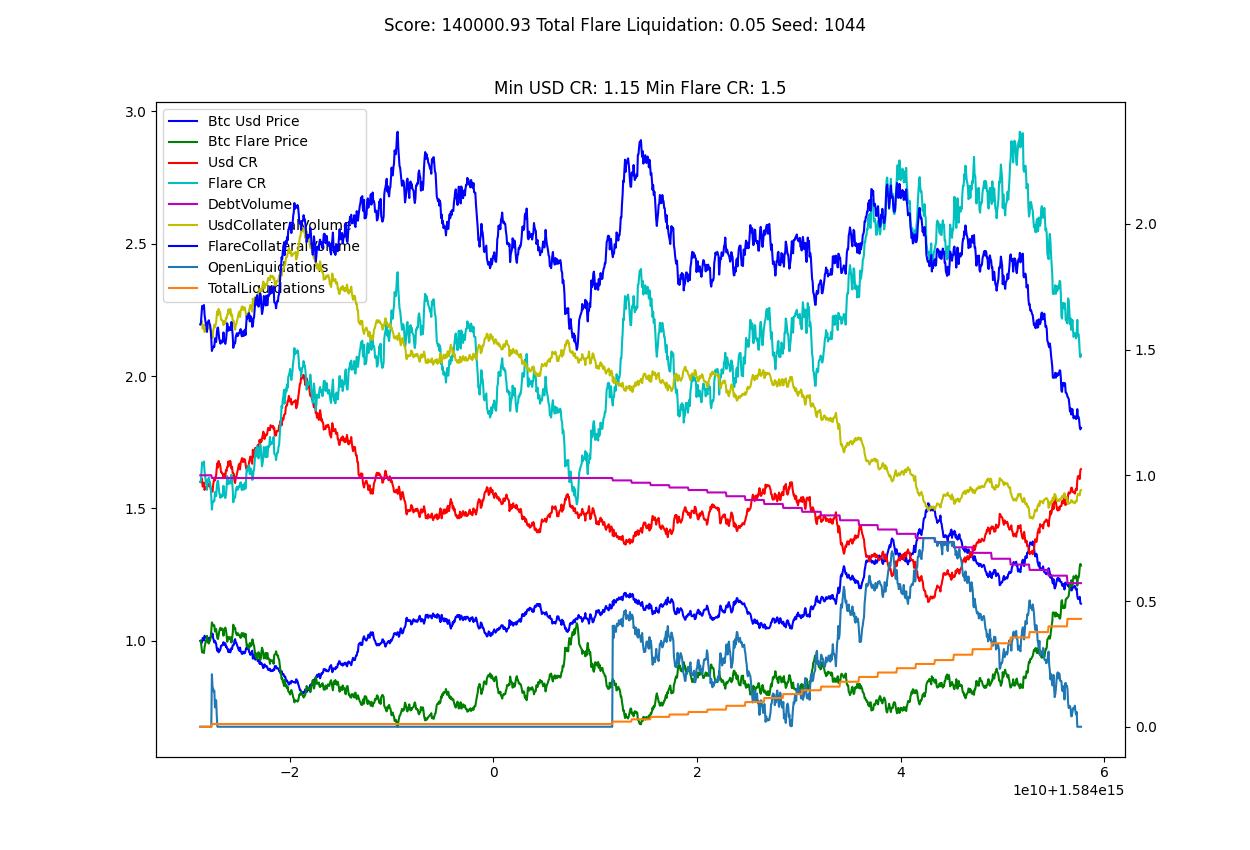 Score: 140000.93 Total Flare Liquidation: 0.05 Seed: 1044
Min USD CR: 1.15 Min Flare CR: 1.5
Btc Usd Price
Btc Flare Price
Usd CR
Flare CR
DebtVolume
UsdCollateralVolume
FlareCollateralVolume
OpenLiquidations
TotalLiquidations
3.0
2.5
2.0
1.5
1.0
2.0
1.5
1.0
0.5
0.0
−2
0
2
4
6
1e10+1.584e15